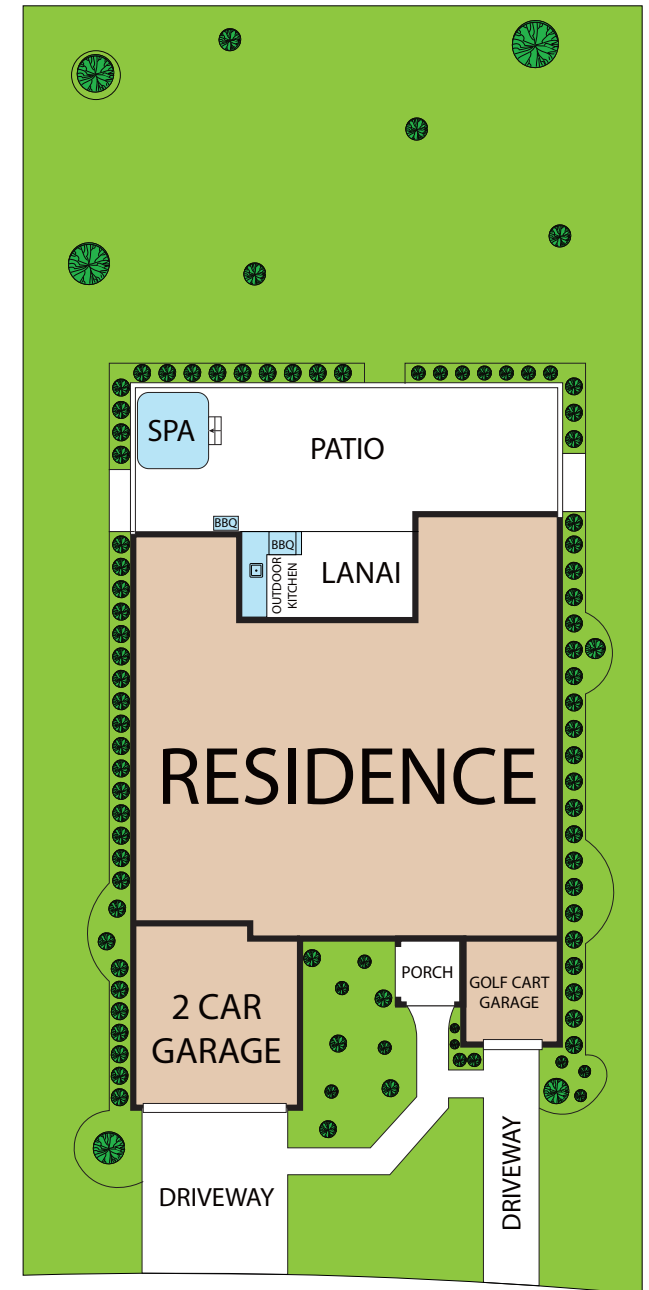 SPA
PATIO
BBQ
BBQ
OUTDOOR
KITCHEN
LANAI
RESIDENCE
2 CAR
GARAGE
PORCH
GOLF CART
GARAGE
DRIVEWAY
DRIVEWAY